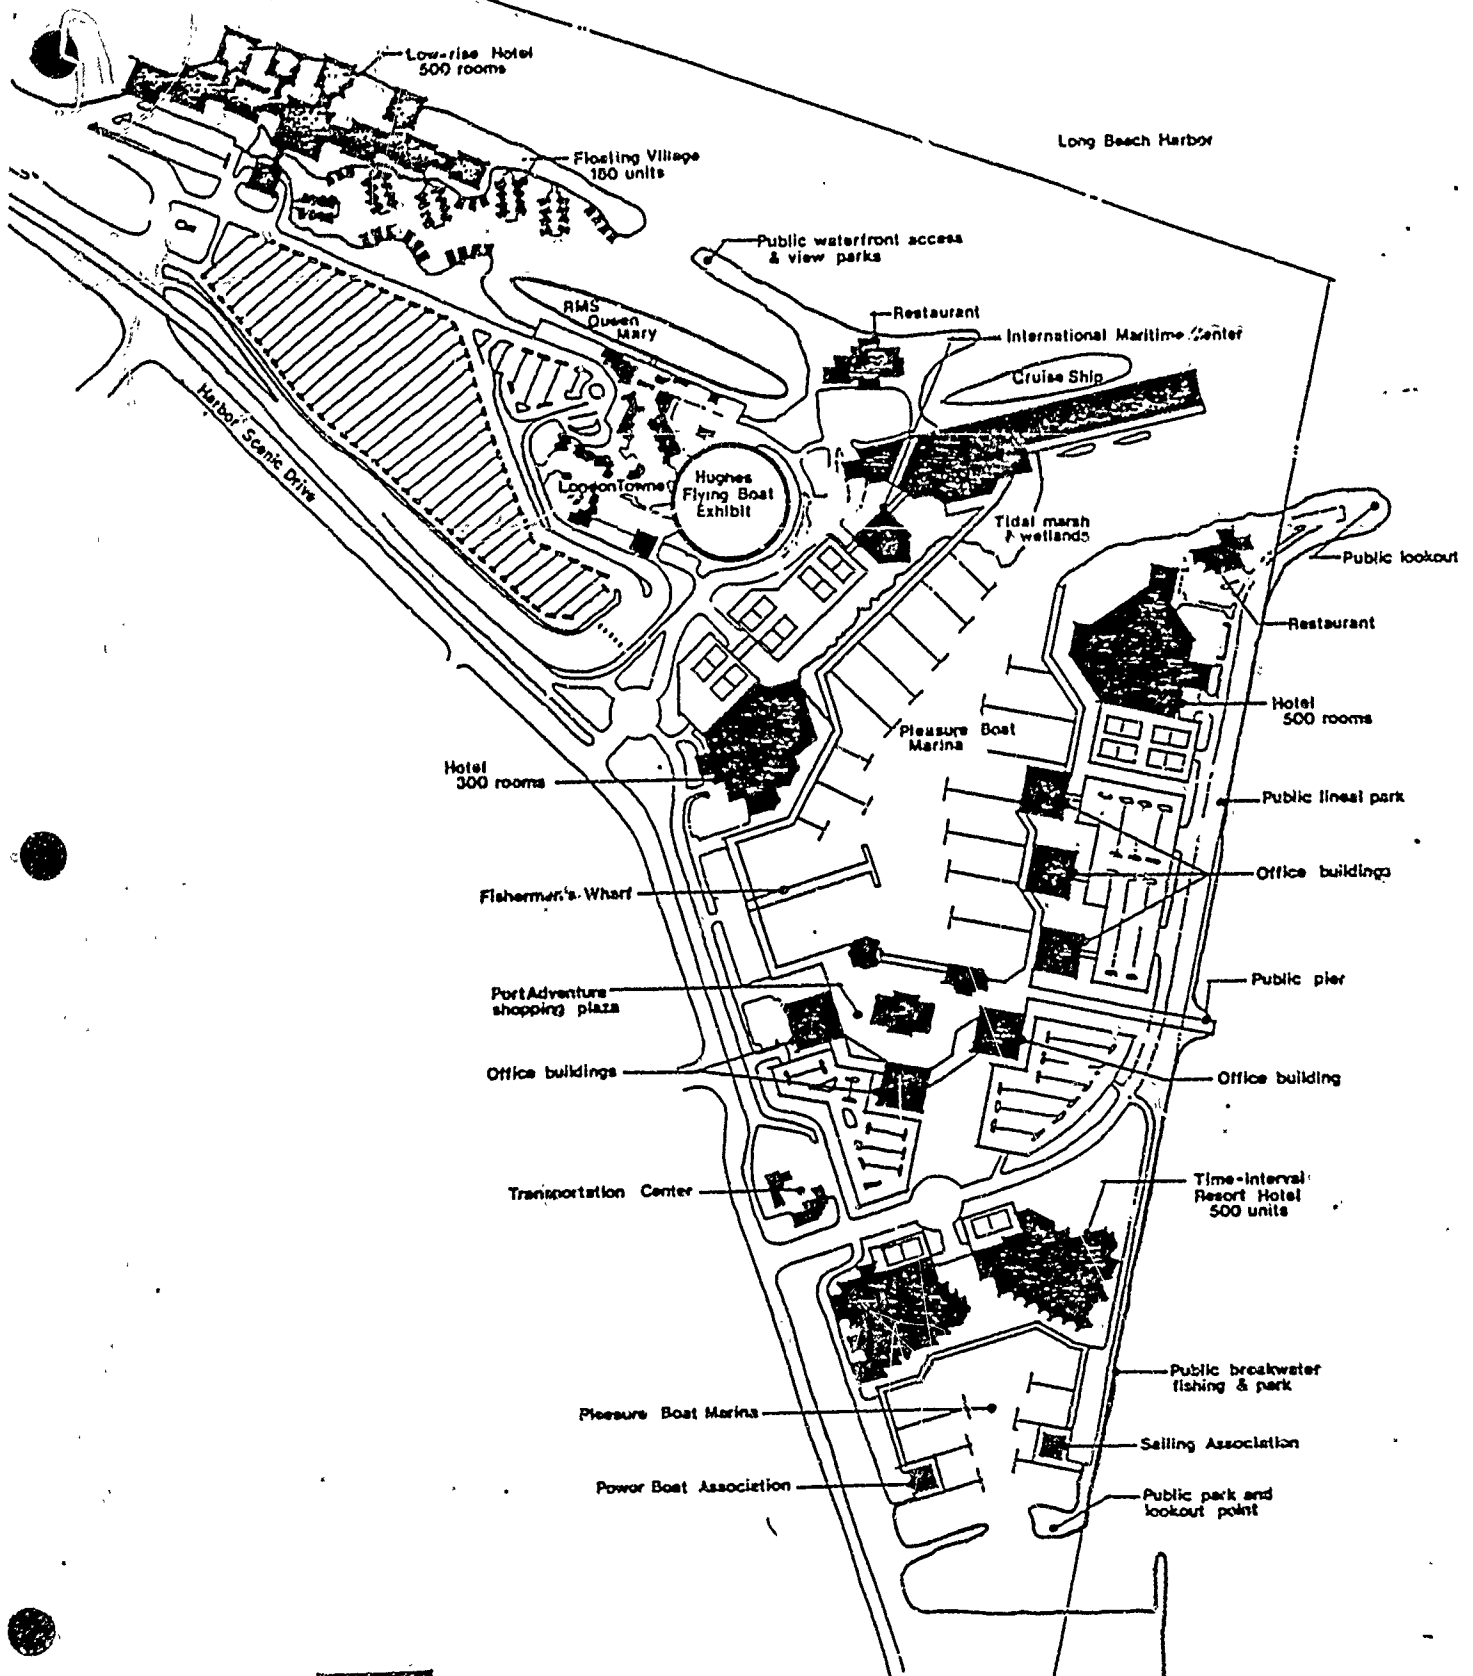 Low-rise Hotel
500 rooms
Long Beach Harbor
Floating Village
150 units
Public waterfront access
& view parks
RMS
Queen
Mary
Restaurant
International Maritime Center
Cruise Ship
Harbor Scenic Drive
LondonTowne
Hughes
Flying Boat
Exhibit
Tidal marsh
& wetlands
Public lookout
Restaurant
Hotel
500 rooms
Pleasure Boat
Marina
Hotel
300 rooms
Public lineal park
Office buildings
Fisherman's Wharf
Public pier
PortAdventure
shopping plaza
Office buildings
Office building
Transportation Center
Time-Interval
Resort Hotel
500 units
Public breakwater
fishing & park
Pleasure Boat Marina
Sailing Association
Power Boat Association
Public park and
lookout point